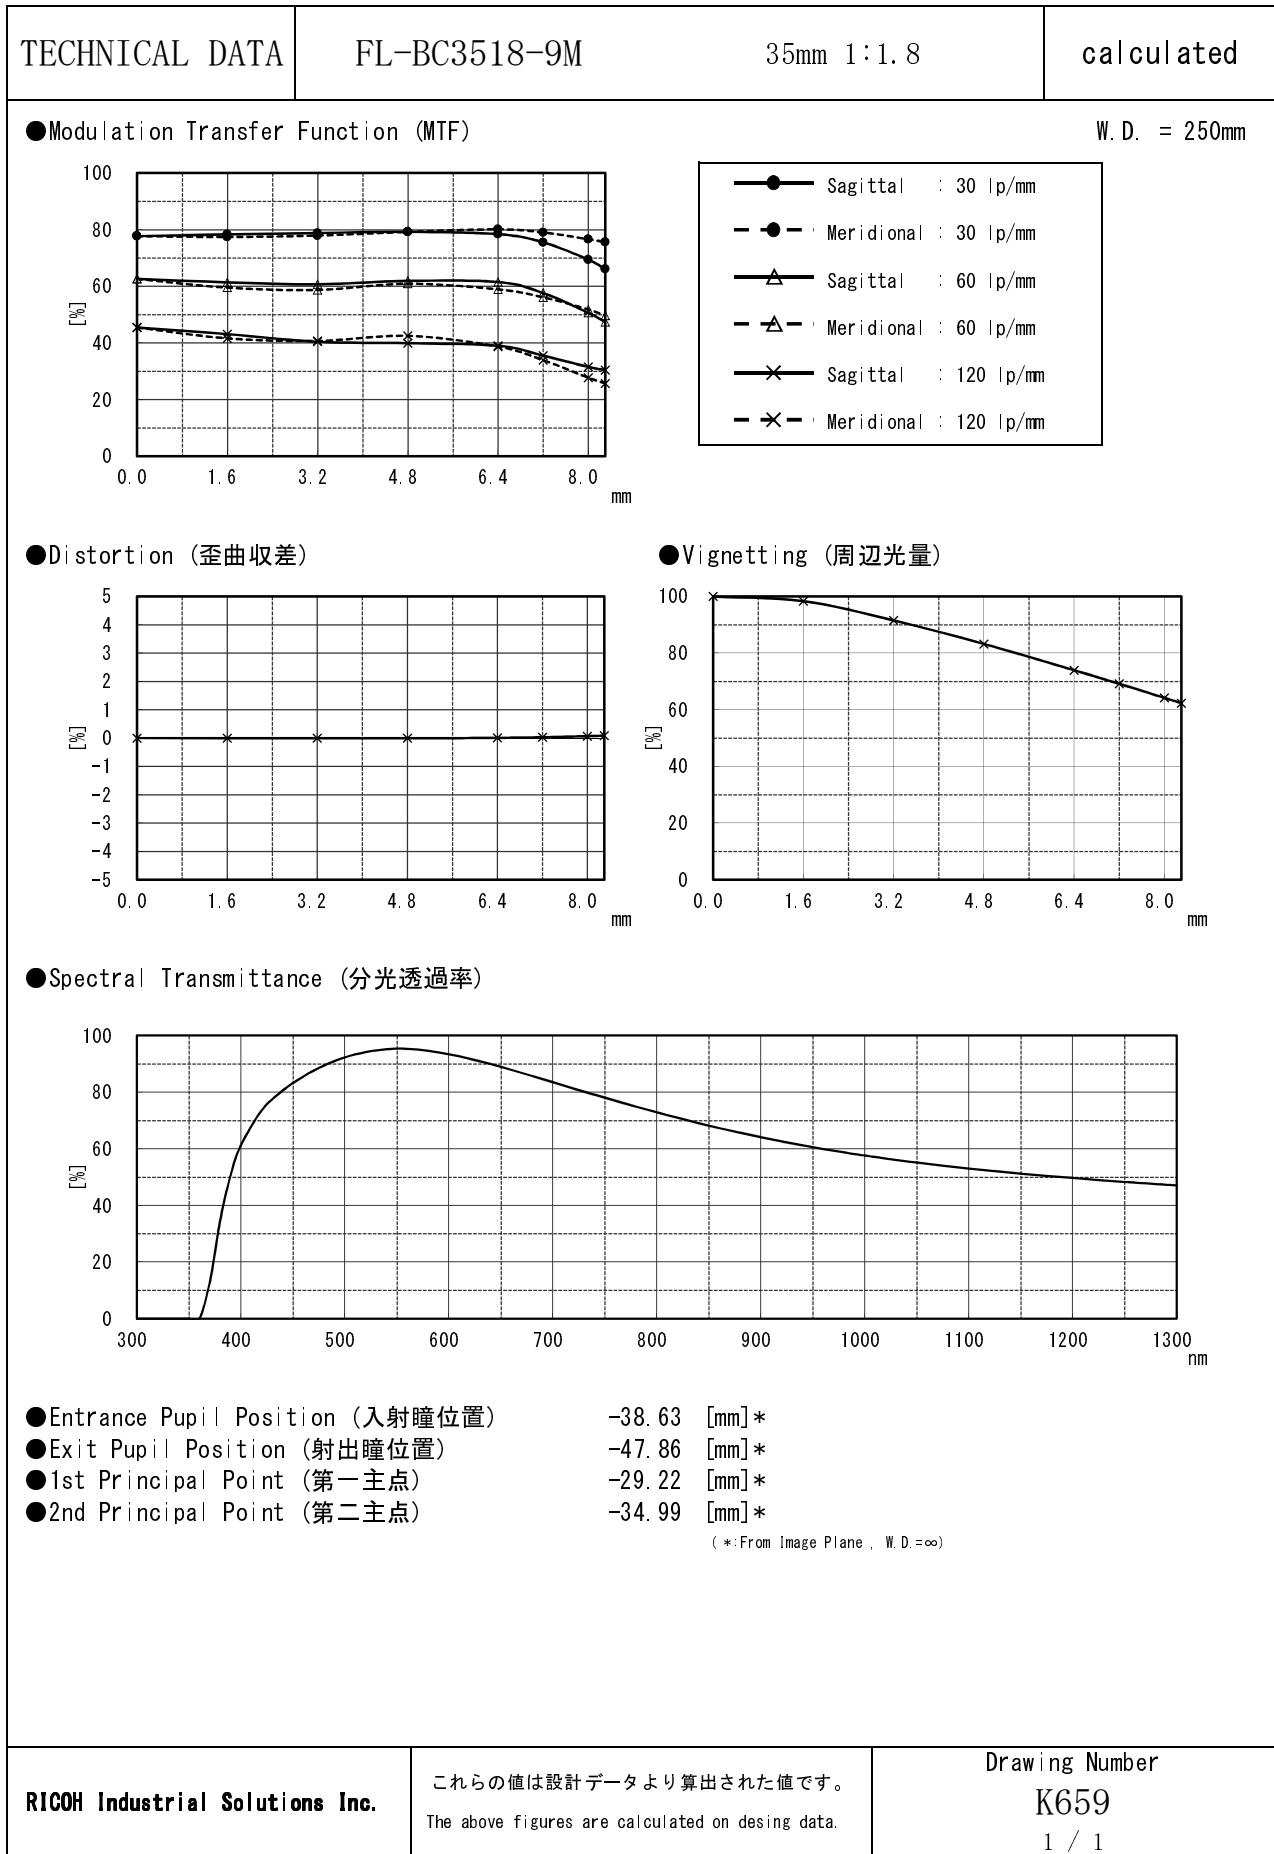 TECHNICAL DATA
FL-BC3518-9M
35mm 1:1.8
calculated
●Modulation Transfer Function (MTF)
W.D. = 250mm
100
80
60
40
20
0
[%]
0.0 1.6 3.2 4.8 6.4 8.0
mm
Sagittal : 30 lp/mm
Meridional : 30 lp/mm
Sagittal : 60 lp/mm
Meridional : 60 lp/mm
Sagittal : 120 lp/mm
Meridional : 120 lp/mm
●Distortion (歪曲収差)
5
4
3
2
1
0
-1
-2
-3
-4
-5
[%]
0.0 1.6 3.2 4.8 6.4 8.0
mm
●Vignetting (周辺光量)
100
80
60
40
20
0
[%]
0.0 1.6 3.2 4.8 6.4 8.0
mm
●Spectral Transmittance (分光透過率)
100
80
60
40
20
0
[%]
300 400 500 600 700 800 900 1000 1100 1200 1300
nm
●Entrance Pupil Position (入射瞳位置) -38.63 [mm]*
●Exit Pupil Position (射出瞳位置) -47.86 [mm]*
●1st Principal Point (第一主点) -29.22 [mm]*
●2nd Principal Point (第二主点) -34.99 [mm]*
( *:From Image Plane , W.D.=∞)
RICOH Industrial Solutions Inc.
これらの値は設計データより算出された値です。
The above figures are calculated on desing data.
Drawing Number
K659
1 / 1